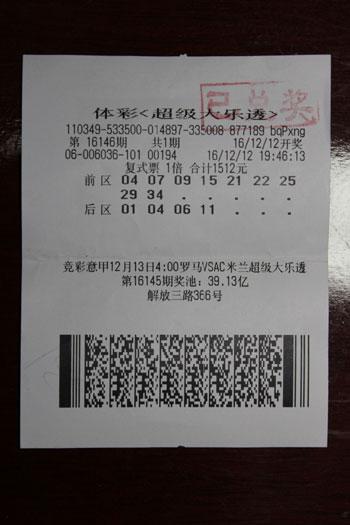 已兑奖
体彩<超级大乐透>
110349-533500-014897-335008 877189 bqPxng
第 16146期 共1期 16/12/12开奖
06-006036-101 00194 16/12/12 19:46:13
复式票 1倍 合计1512元
前区 04 07 09 15 21 22 25
29 34 . . . . .
后区 01 04 06 11 . . .
竞彩意甲12月13日4:00罗马VSAC米兰超级大乐透
第16145期奖池：39.13亿
解放三路366号